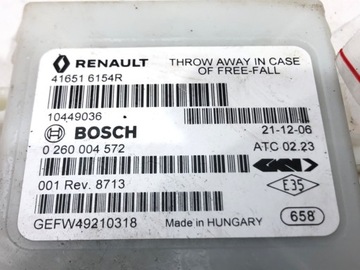 RENAULT
THROW AWAY IN CASE
OF FREE-FALL
41651 6154R
10449036
BOSCH
21-12-06
0 260 004 572
ATC 02.23
GKN
001 Rev. 8713
E35
GEFW49210318
Made in HUNGARY
658